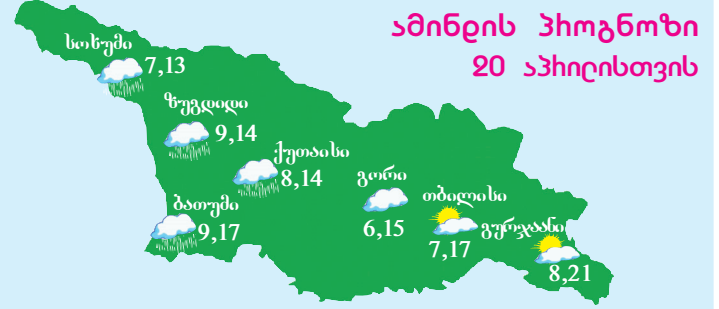 ამინდის პროგნოზი
20 აპრილისთვის
სოხუმი
7,13
ზუგდიდი
9,14
ქუთაისი
8,14
გორი
6,15
თბილისი
7,17
ბათუმი
9,17
გურჯაანი
8,21